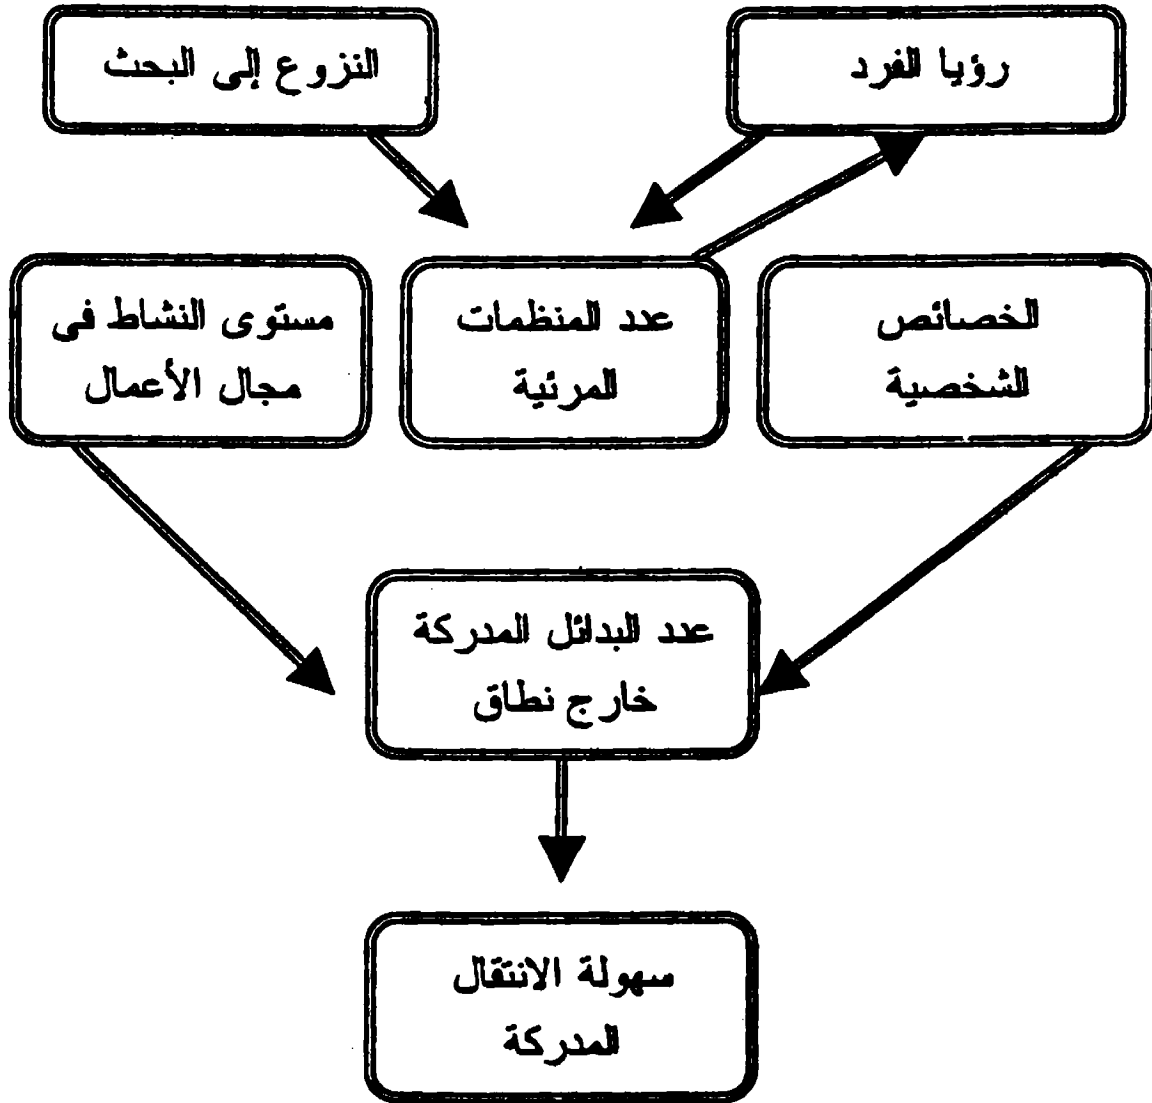 رؤيا الفرد
النزوع إلى البحث
الخصائص
الشخصية
عدد المنظمات
المرئية
مستوى النشاط فى
مجال الأعمال
عدد البدائل المدركة
خارج نطاق
سهولة الانتقال
المدركة